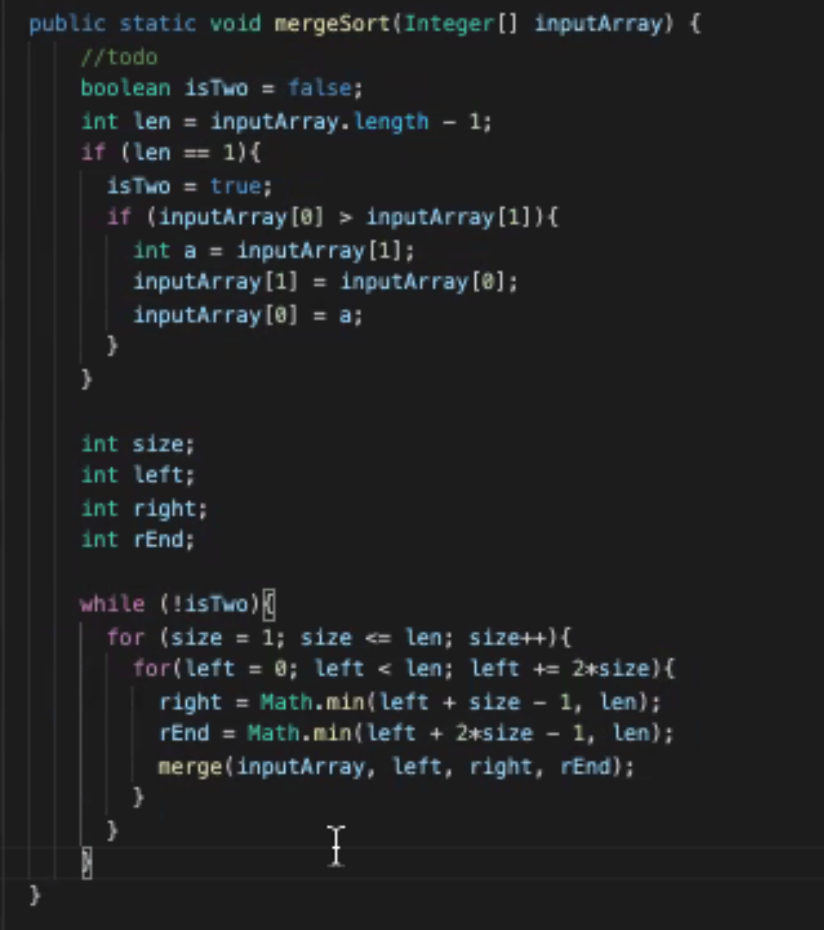 public static void mergeSort(Integer[] inputArray) {
//todo
boolean isTwo = false;
int len = inputArray.length - 1;
if (len == 1){
isTwo = true;
if (inputArray[0] > inputArray[1]){
int a = inputArray[1];
inputArray[1] = inputArray[0];
inputArray[0] = a;
}
}
int size;
int left;
int right;
int rEnd;
while (!isTwo){
for (size = 1; size <= len; size++){
for(left = 0; left < len; left += 2*size){
right = Math.min(left + size - 1, len);
rEnd = Math.min(left + 2*size - 1, len);
merge(inputArray, left, right, rEnd);
}
}
}
}